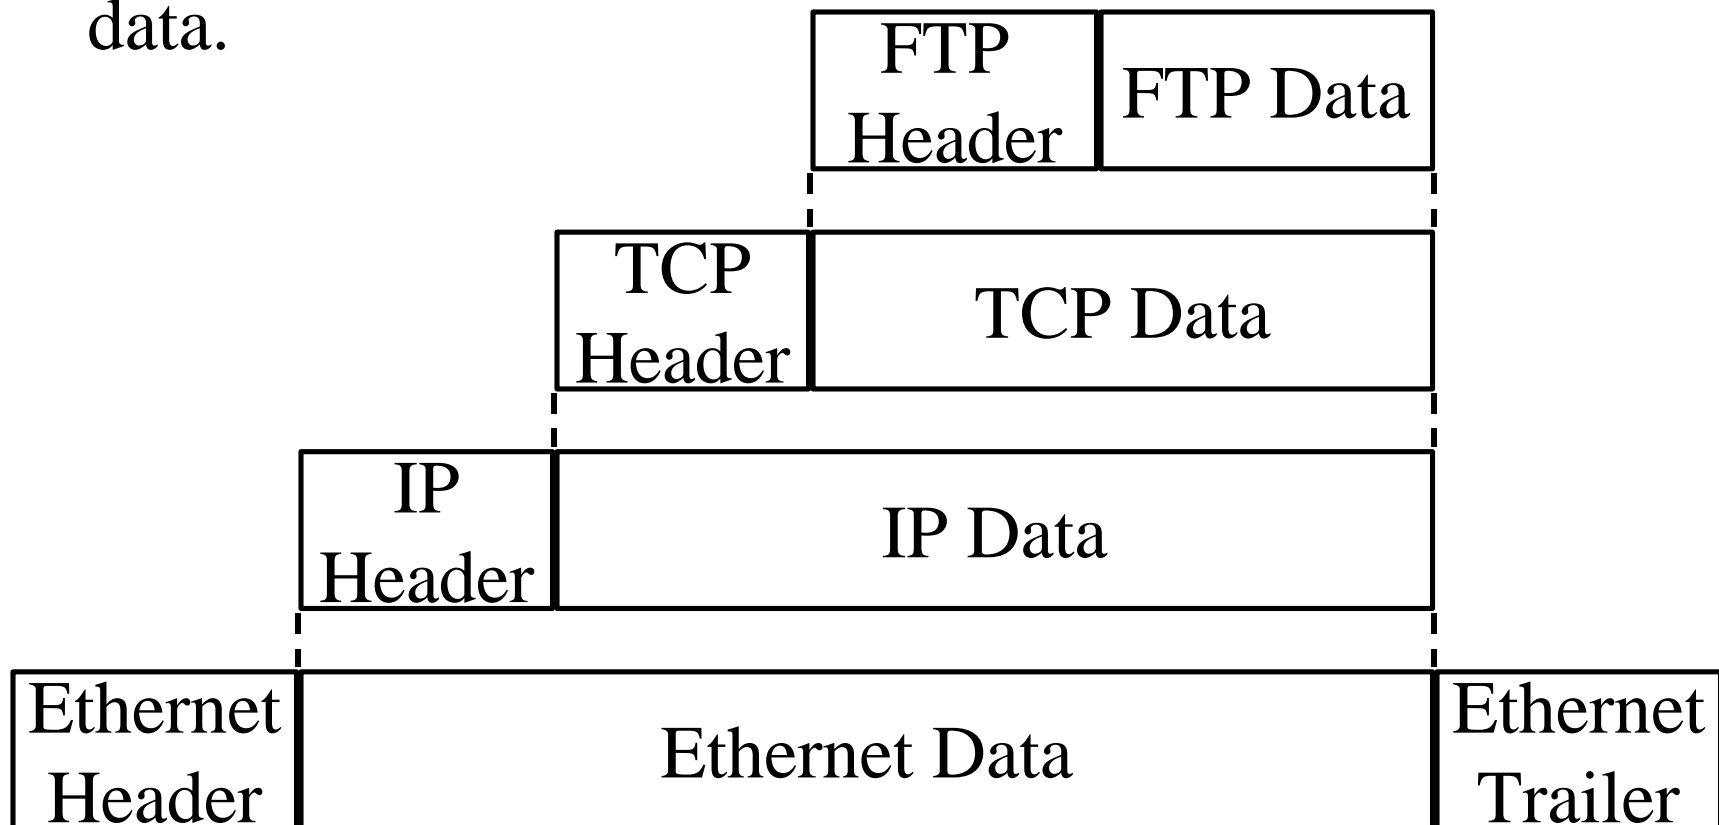 data.
FTP
Header
FTP Data
TCP
Header
TCP Data
IP
Header
IP Data
Ethernet
Header
Ethernet Data
Ethernet
Trailer